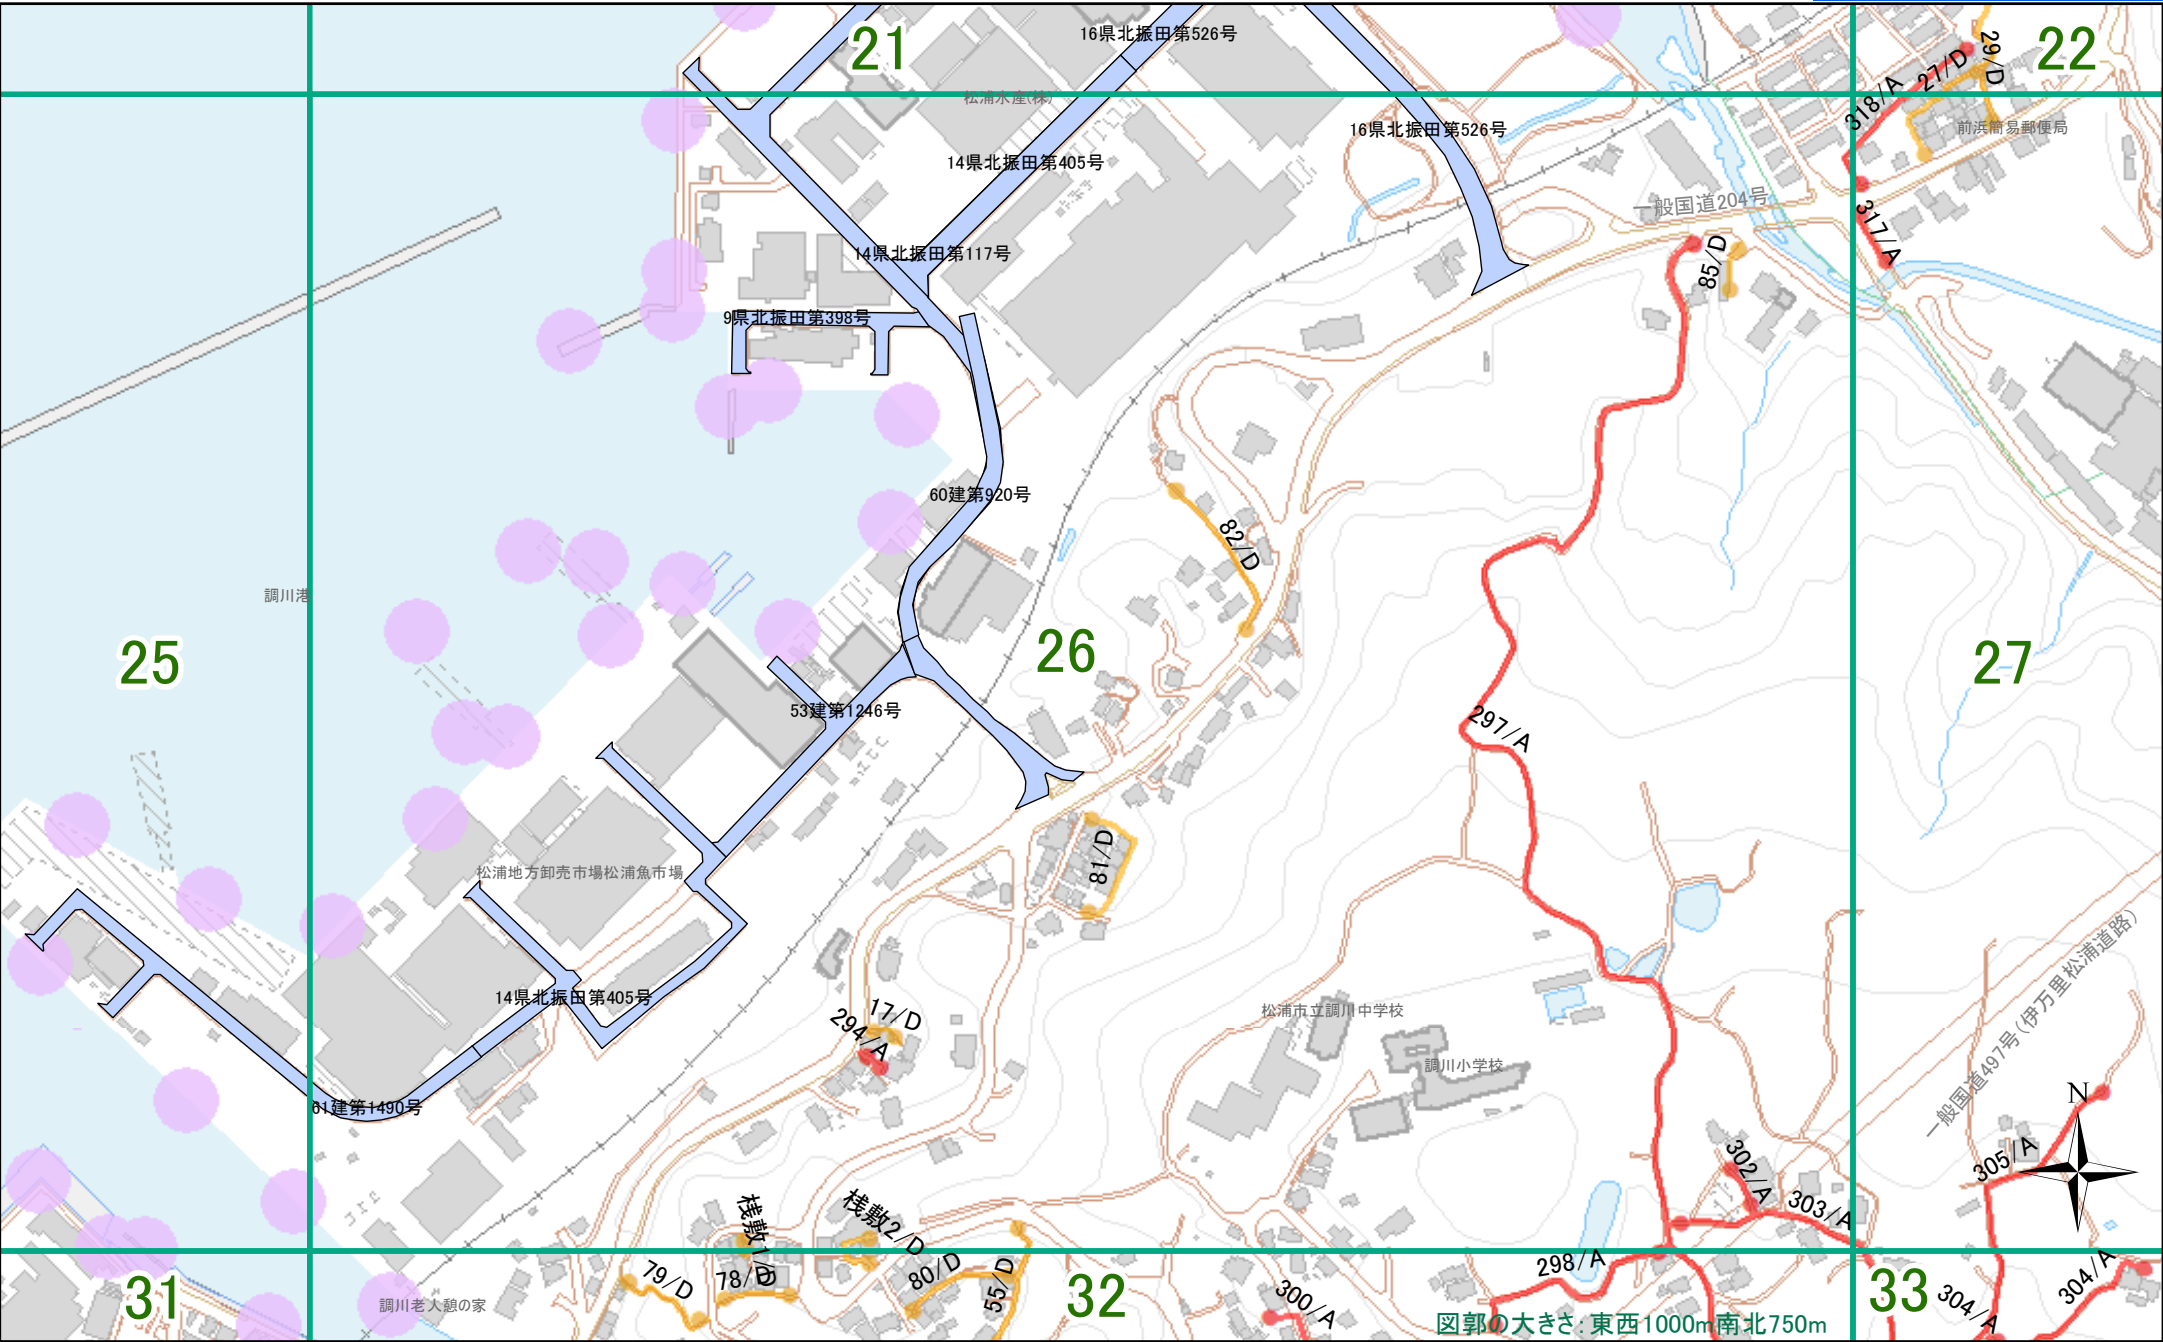 21
16県北振田第526号
22
29/D
27/D
318/A
松浦水産(株)
16県北振田第526号
前浜簡易郵便局
14県北振田第405号
一般国道204号
317/A
14県北振田第117号
85/D
9県北振田第398号
60建第920号
82/D
調川港
25
26
27
53建第1246号
297/A
81/D
松浦地方卸売市場松浦魚市場
14県北振田第405号
17/D
294/A
松浦市立調川中学校
調川小学校
一般国道497号(伊万里松浦道路)
N
61建第1490号
302/A
305/A
303/A
桟敷1/D
桟敷2/D
79/D
78/D
80/D
55/D
298/A
304/A
31
調川老人憩の家
32
300/A
33
304/A
図郭の大きさ:東西1000m南北750m